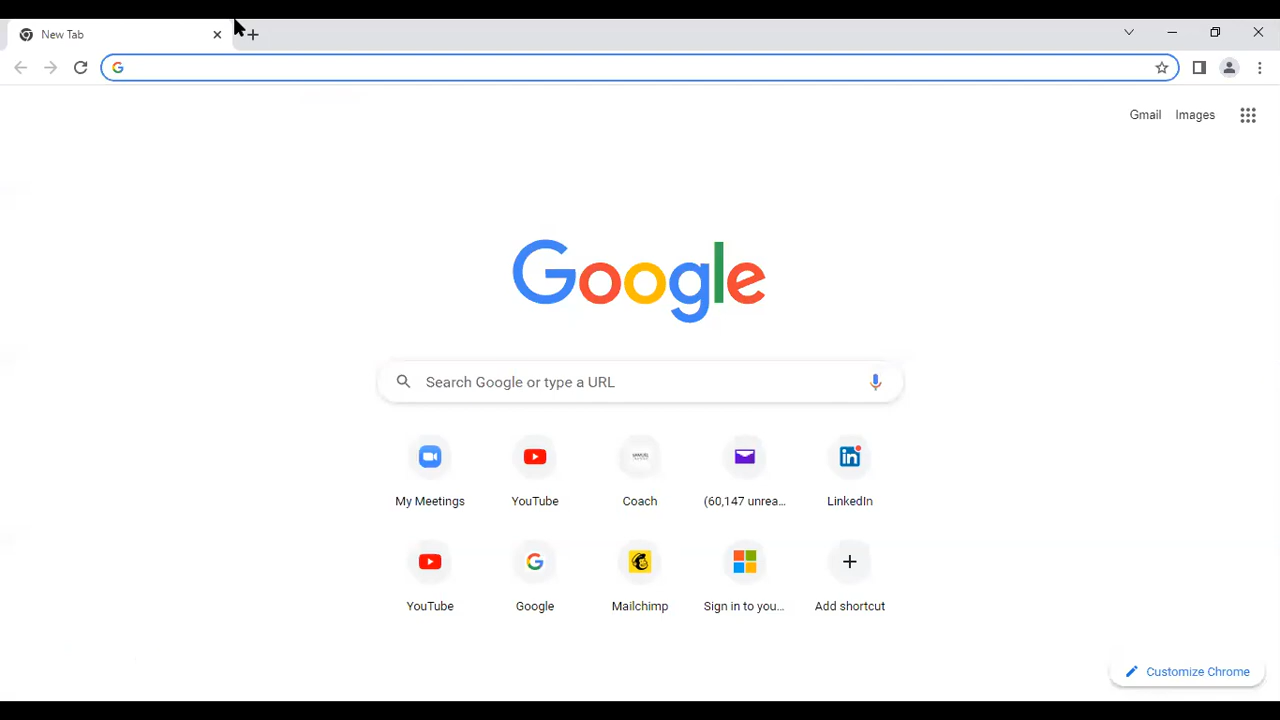 New Tab
Gmail Images
Google
Search Google or type a URL
My Meetings YouTube Coach (60,147 unrea... LinkedIn
YouTube Google Mailchimp Sign in to you... Add shortcut
Customize Chrome